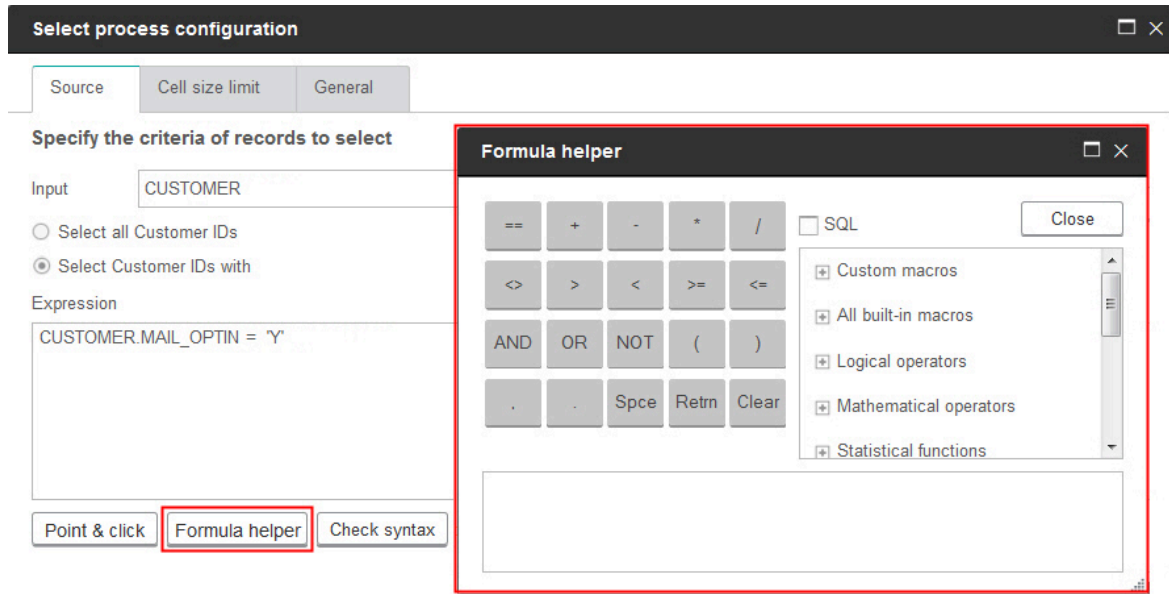 Select process configuration
Source Cell size limit General
Specify the criteria of records to select
Input CUSTOMER
Select all Customer IDs
Select Customer IDs with
Expression
CUSTOMER.MAIL_OPTIN = 'Y'
Point & click Formula helper Check syntax
Formula helper
== + - * /
<> > < >= <=
AND OR NOT ( )
, . Spce Retrn Clear
SQL Close
Custom macros
All built-in macros
Logical operators
Mathematical operators
Statistical functions